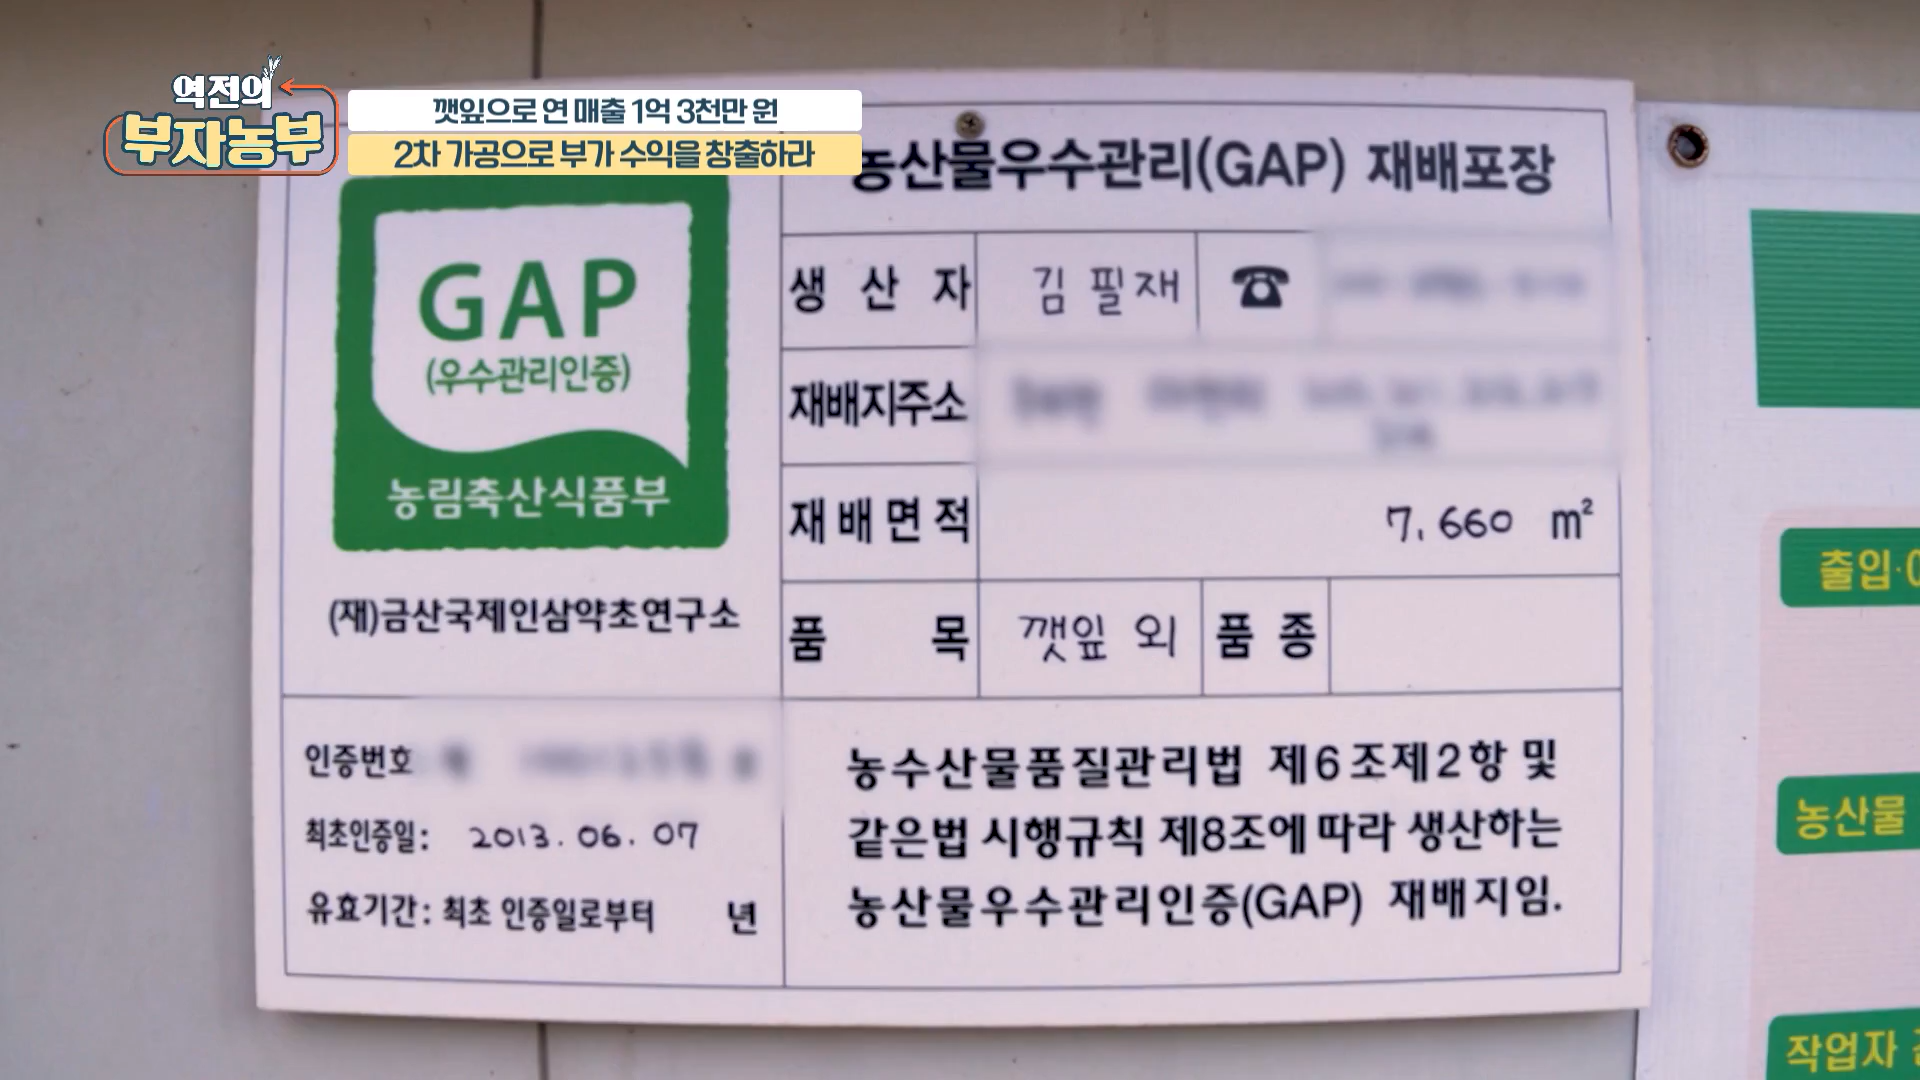 역전의
부자농부
깻잎으로 연 매출 1억 3천만 원
2차 가공으로 부가 수익을 창출하라
농산물우수관리(GAP) 재배포장
GAP
(우수관리인증)
농림축산식품부
(재)금산국제인삼약초연구소
생 산 자 김 필 재 ☎
재배지주소
재배면적 7,660 m²
품 목 깻잎 외 품 종
인증번호
최초인증일: 2013. 06. 07
유효기간: 최초 인증일로부터 년
농수산물품질관리법 제6조제2항 및
같은법 시행규칙 제8조에 따라 생산하는
농산물우수관리인증(GAP) 재배지임.
출입
농산물
작업자